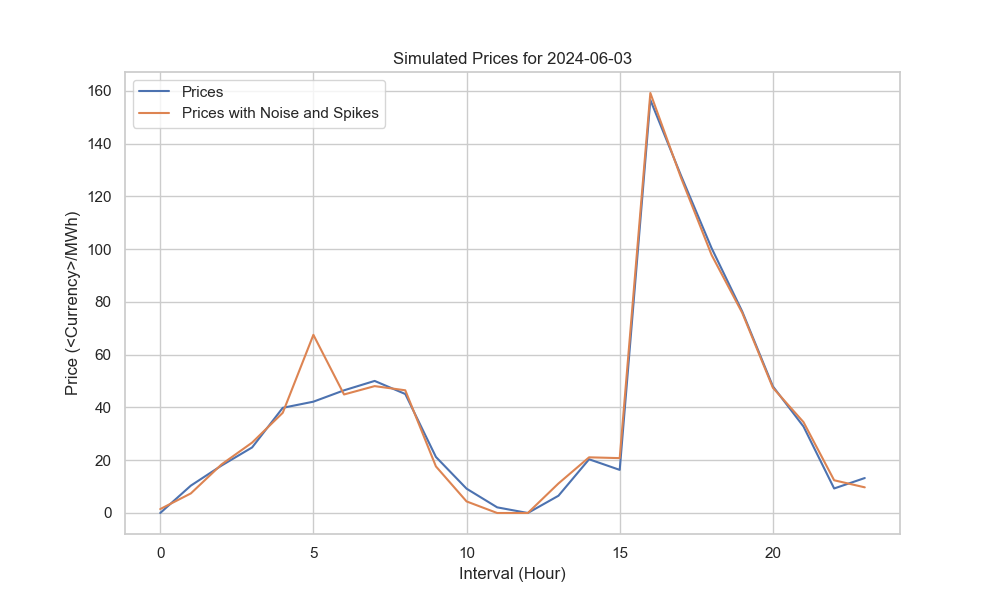 Simulated Prices for 2024-06-03
Prices
Prices with Noise and Spikes
160
140
120
100
80
60
40
20
0
Price (<Currency>/MWh)
0 5 10 15 20
Interval (Hour)